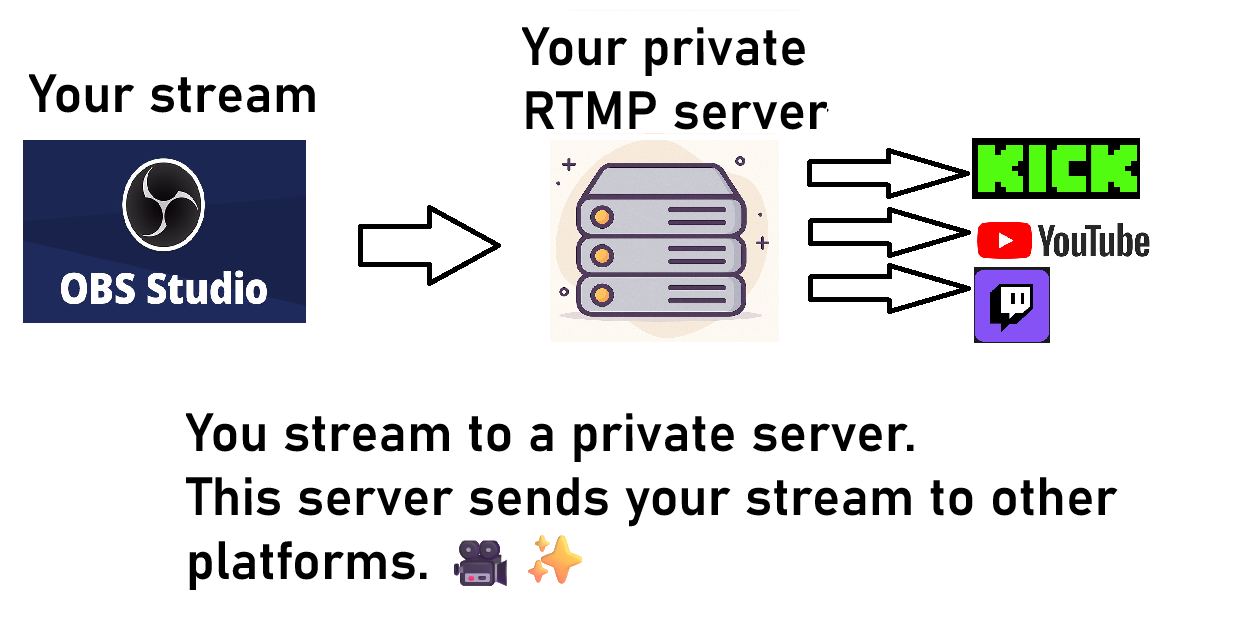 Your stream
OBS Studio
Your private
RTMP server
KICK
YouTube
You stream to a private server.
This server sends your stream to other
platforms. 🎥 ✨